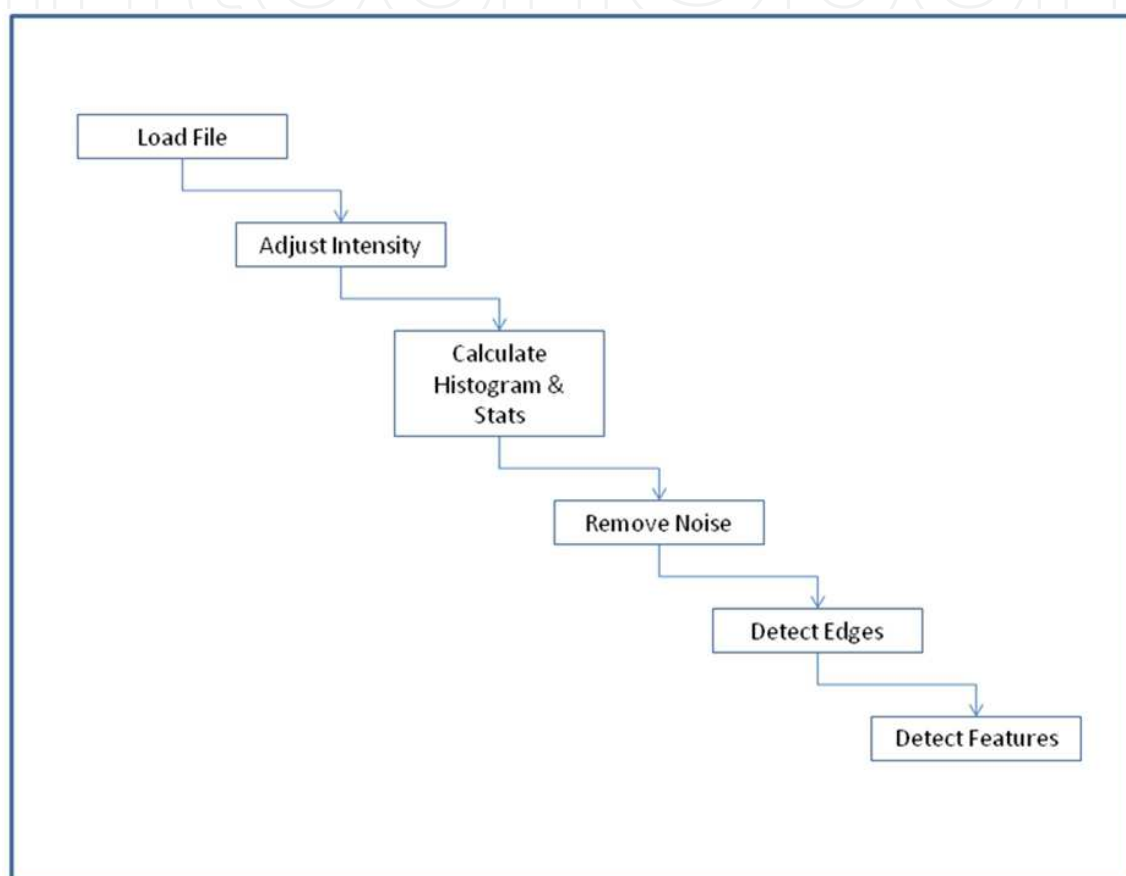 Load File
Adjust Intensity
Calculate
Histogram &
Stats
Remove Noise
Detect Edges
Detect Features